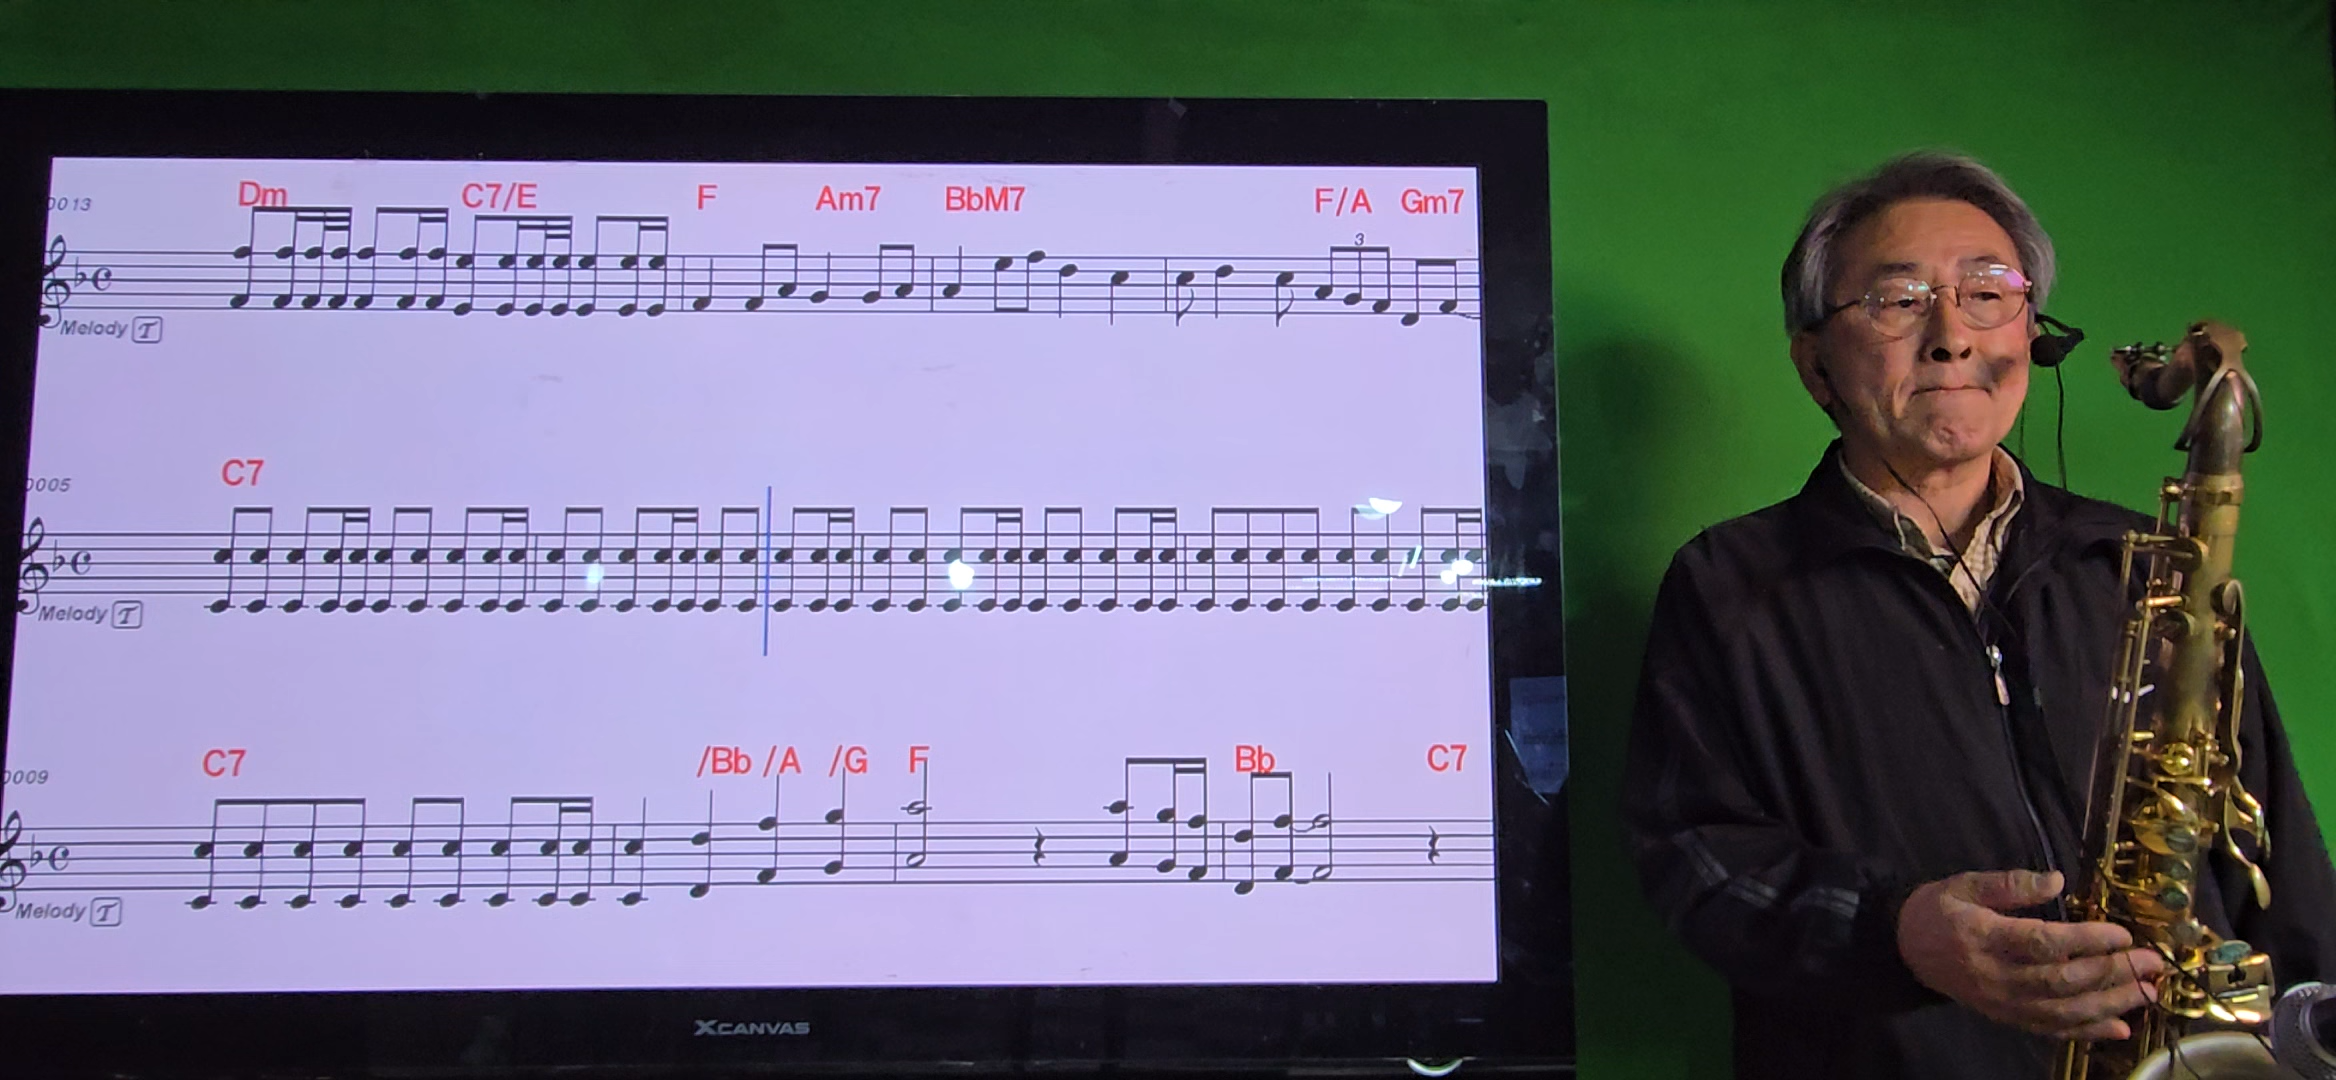 Dm C7/E F Am7 BbM7 F/A Gm7
0013
3
Melody T
C7
0005
Melody T
C7 /Bb /A /G F Bb C7
0009
Melody T
XCANVAS